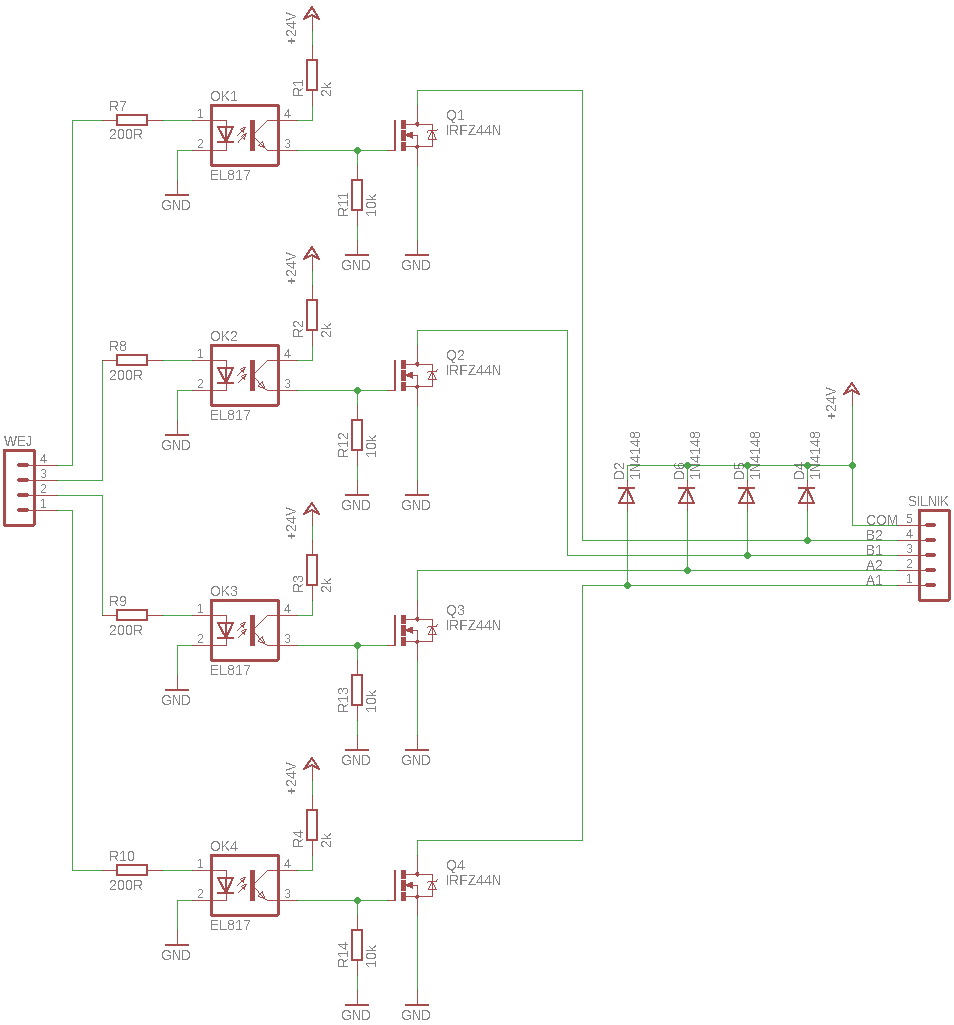 +24V
R1
2k
R7
200R
OK1
1
2
4
3
EL817
GND
Q1
IRFZ44N
R11
10k
GND
GND
+24V
R2
2k
R8
200R
OK2
1
2
4
3
EL817
GND
Q2
IRFZ44N
R12
10k
GND
GND
WEJ
4
3
2
1
+24V
D2
1N4148
D6
1N4148
D5
1N4148
D4
1N4148
SILNIK
COM 5
B2 4
B1 3
A2 2
A1 1
+24V
R3
2k
R9
200R
OK3
1
2
4
3
EL817
GND
Q3
IRFZ44N
R13
10k
GND
GND
+24V
R4
2k
R10
200R
OK4
1
2
4
3
EL817
GND
Q4
IRFZ44N
R14
10k
GND
GND